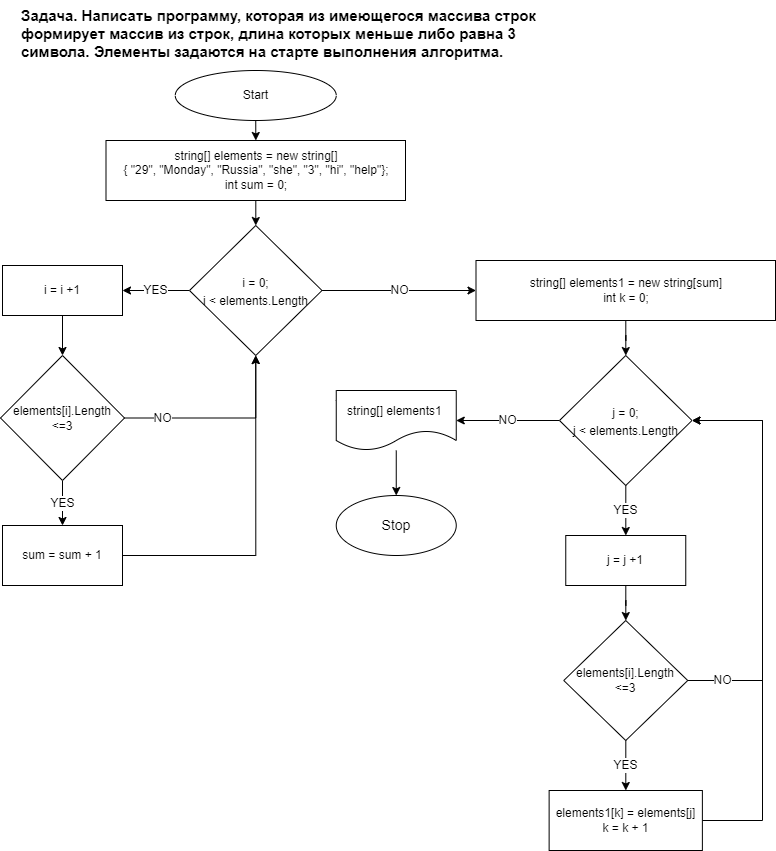 Задача. Написать программу, которая из имеющегося массива строк
формирует массив из строк, длина которых меньше либо равна 3
символа. Элементы задаются на старте выполнения алгоритма.
Start
string[] elements = new string[]
{ "29", "Monday", "Russia", "she", "3", "hi", "help"};
int sum = 0;
i = 0;
i < elements.Length
YES
i = i +1
elements[i].Length
<=3
NO
YES
sum = sum + 1
NO
string[] elements1 = new string[sum]
int k = 0;
j = 0;
j < elements.Length
NO
string[] elements1
Stop
YES
j = j +1
elements[i].Length
<=3
NO
YES
elements1[k] = elements[j]
k = k + 1